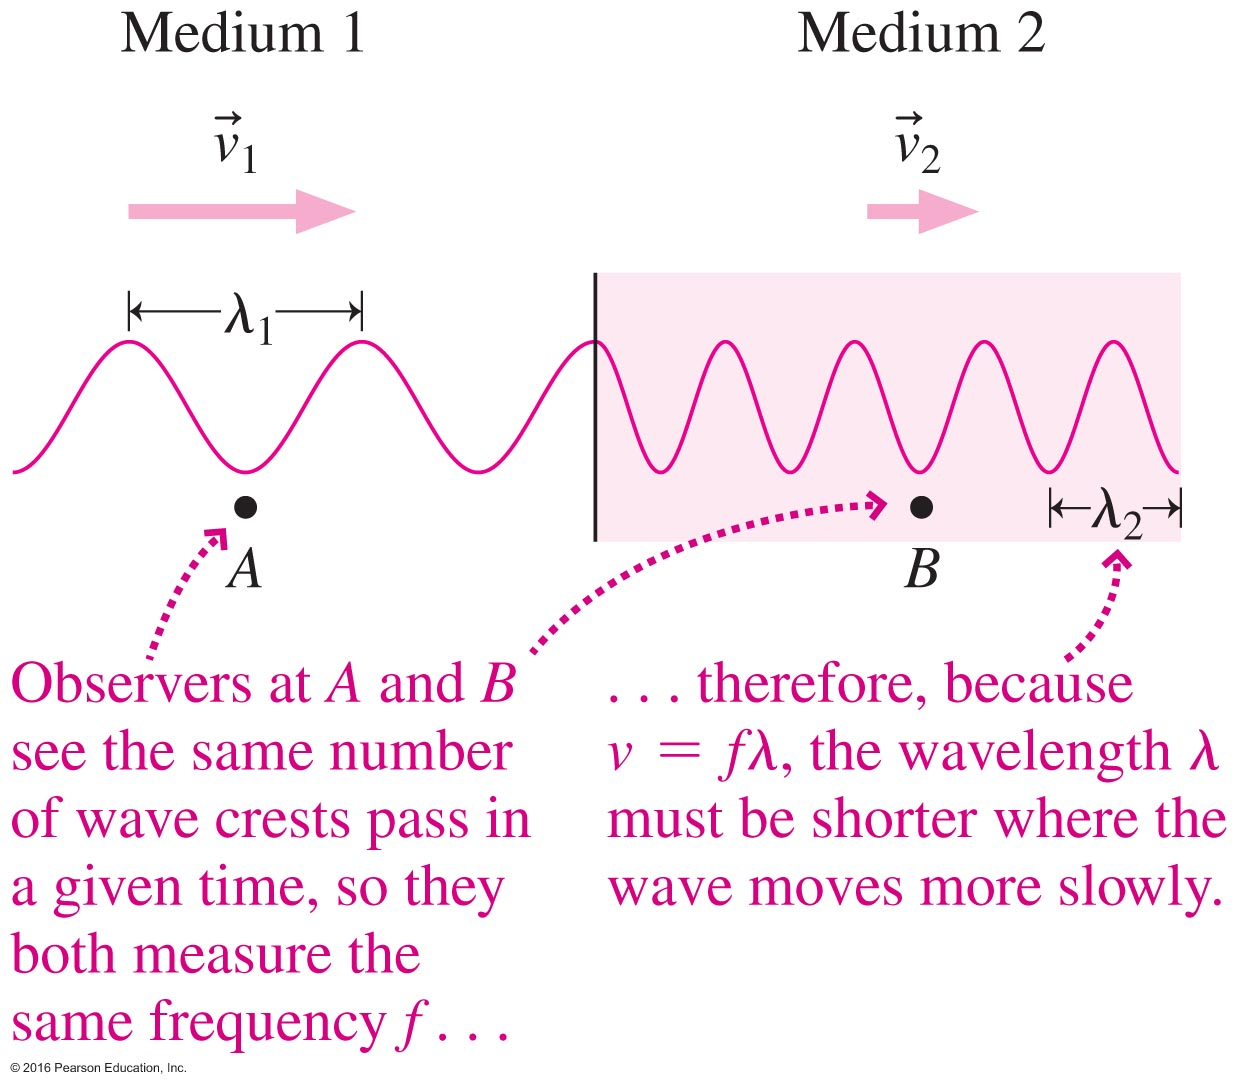 Medium 1
Medium 2
v⃗₁
v⃗₂
λ₁
λ₂
A
B
Observers at A and B
see the same number
of wave crests pass in
a given time, so they
both measure the
same frequency f . . .
. . . therefore, because
v = fλ, the wavelength λ
must be shorter where the
wave moves more slowly.
© 2016 Pearson Education, Inc.